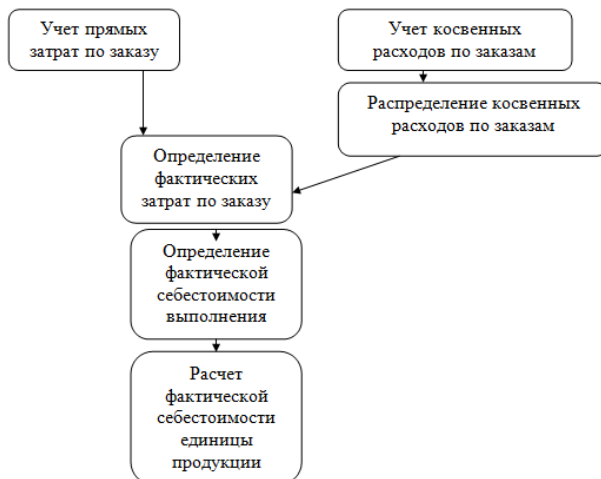 Учет прямых
затрат по заказу
Учет косвенных
расходов по заказам
Распределение косвенных
расходов по заказам
Определение
фактических
затрат по заказу
Определение
фактической
себестоимости
выполнения
Расчет
фактической
себестоимости
единицы
продукции